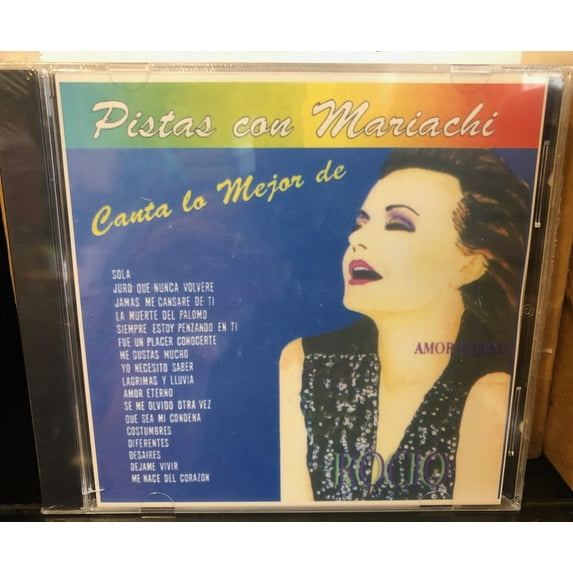 Pistas con Mariachi
Canta lo Mejor de
SOLA
JURO QUE NUNCA VOLVERE
JAMAS ME CANSARE DE TI
LA MUERTE DEL PALOMO
SIEMPRE ESTOY PENZANDO EN TI
FUE UN PLACER CONOCERTE
ME GUSTAS MUCHO
YO NECESITO SABER
LAGRIMAS Y LLUVIA
AMOR ETERNO
SE ME OLVIDO OTRA VEZ
QUE SEA MI CONDENA
COSTUMBRES
DIFERENTES
DESAIRES
DEJAME VIVIR
ME NACE DEL CORAZON
AMOR ETERNO
ROCIO